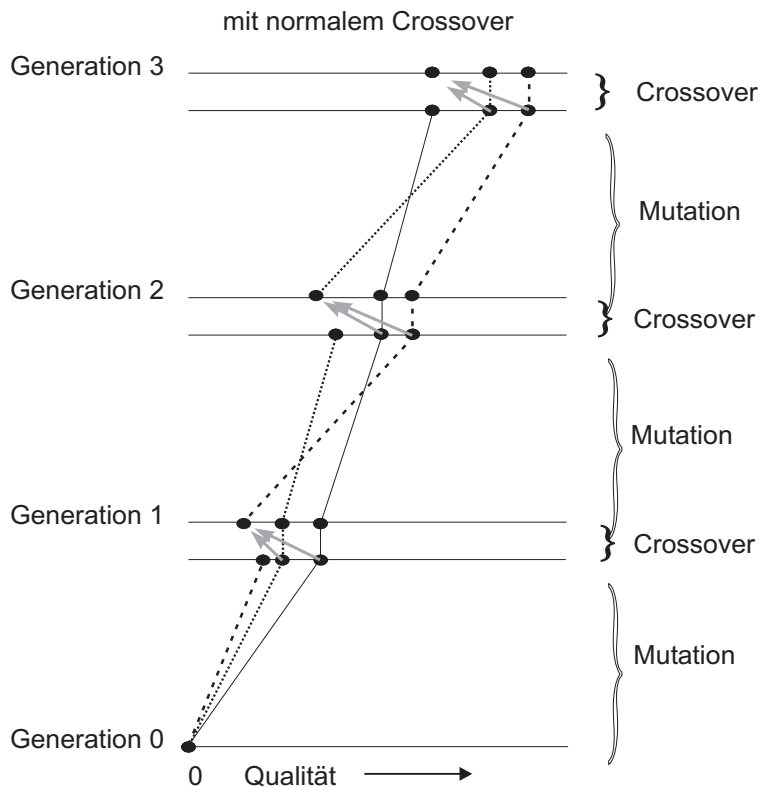 mit normalem Crossover
Generation 3
Crossover
Mutation
Generation 2
Crossover
Mutation
Generation 1
Crossover
Mutation
Generation 0
0 Qualität